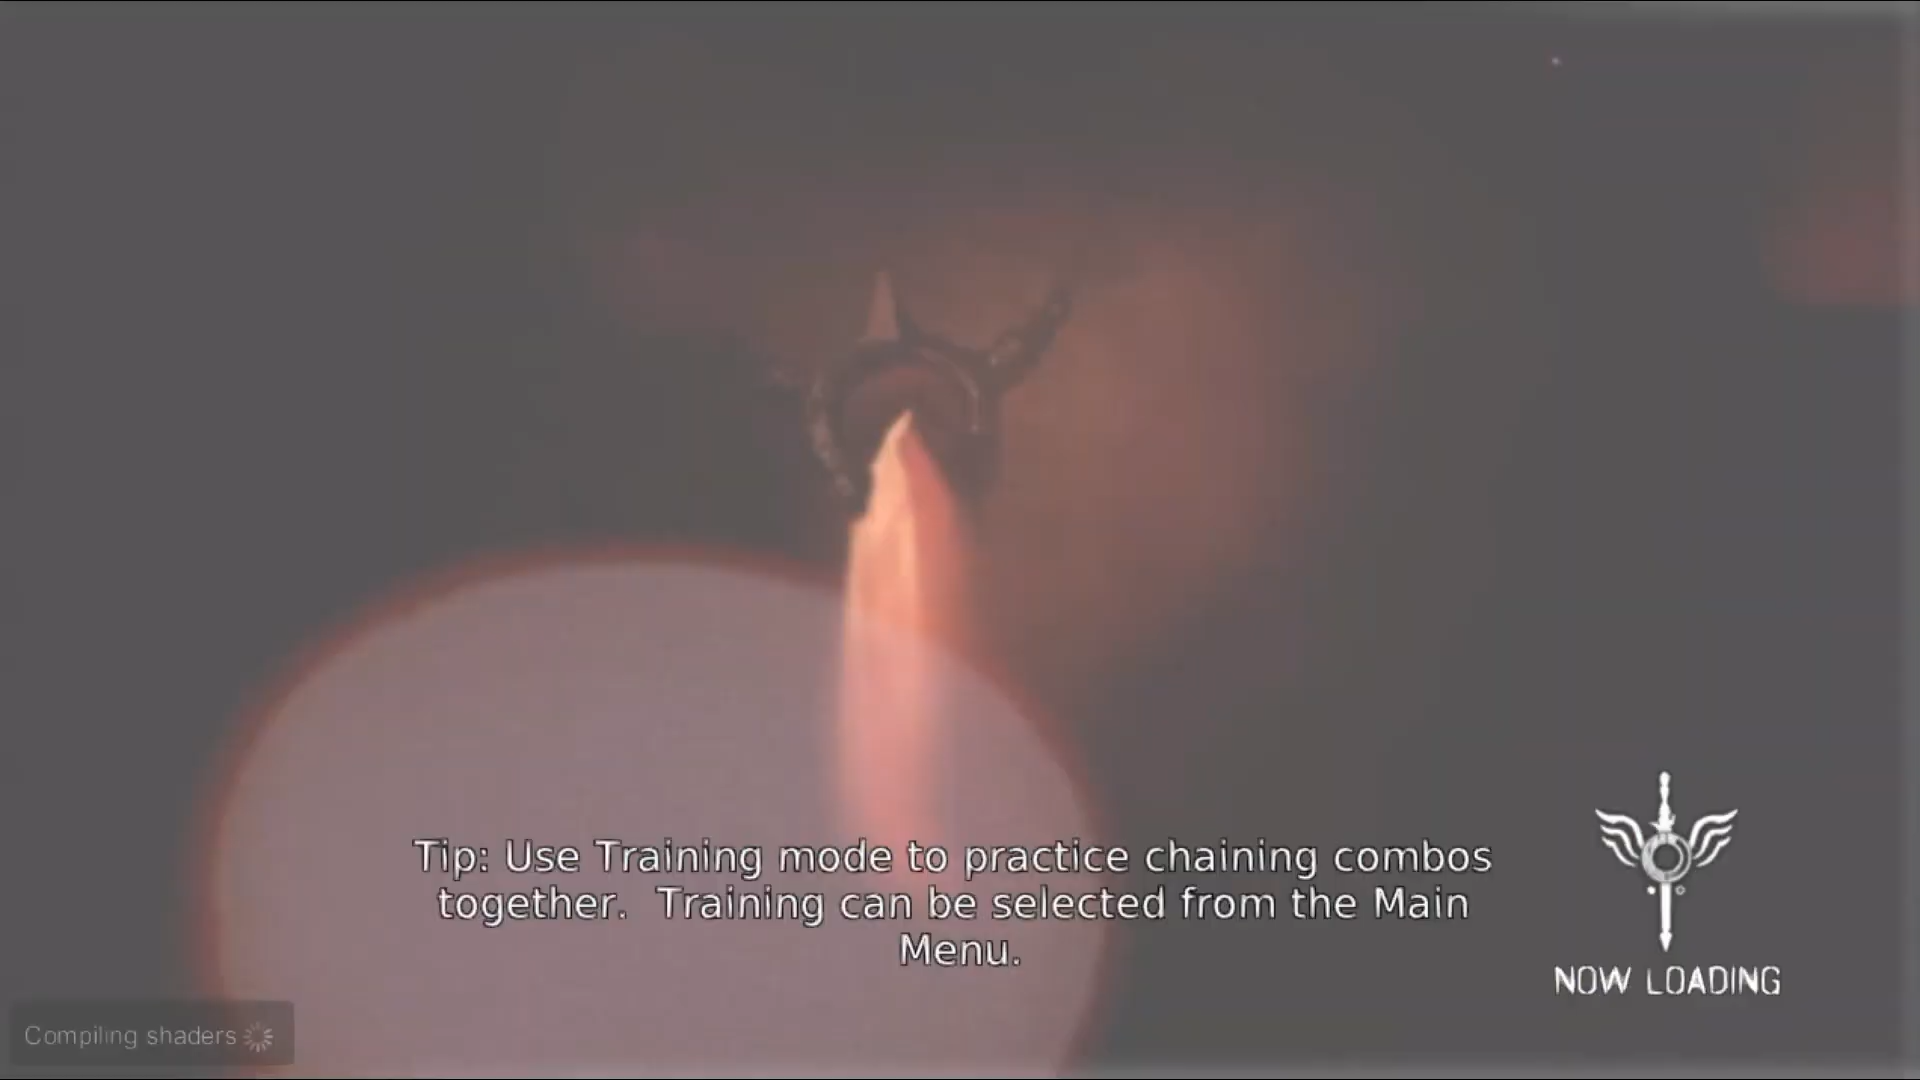 Tip: Use Training mode to practice chaining combos
together.  Training can be selected from the Main
Menu.
NOW LOADING
Compiling shaders